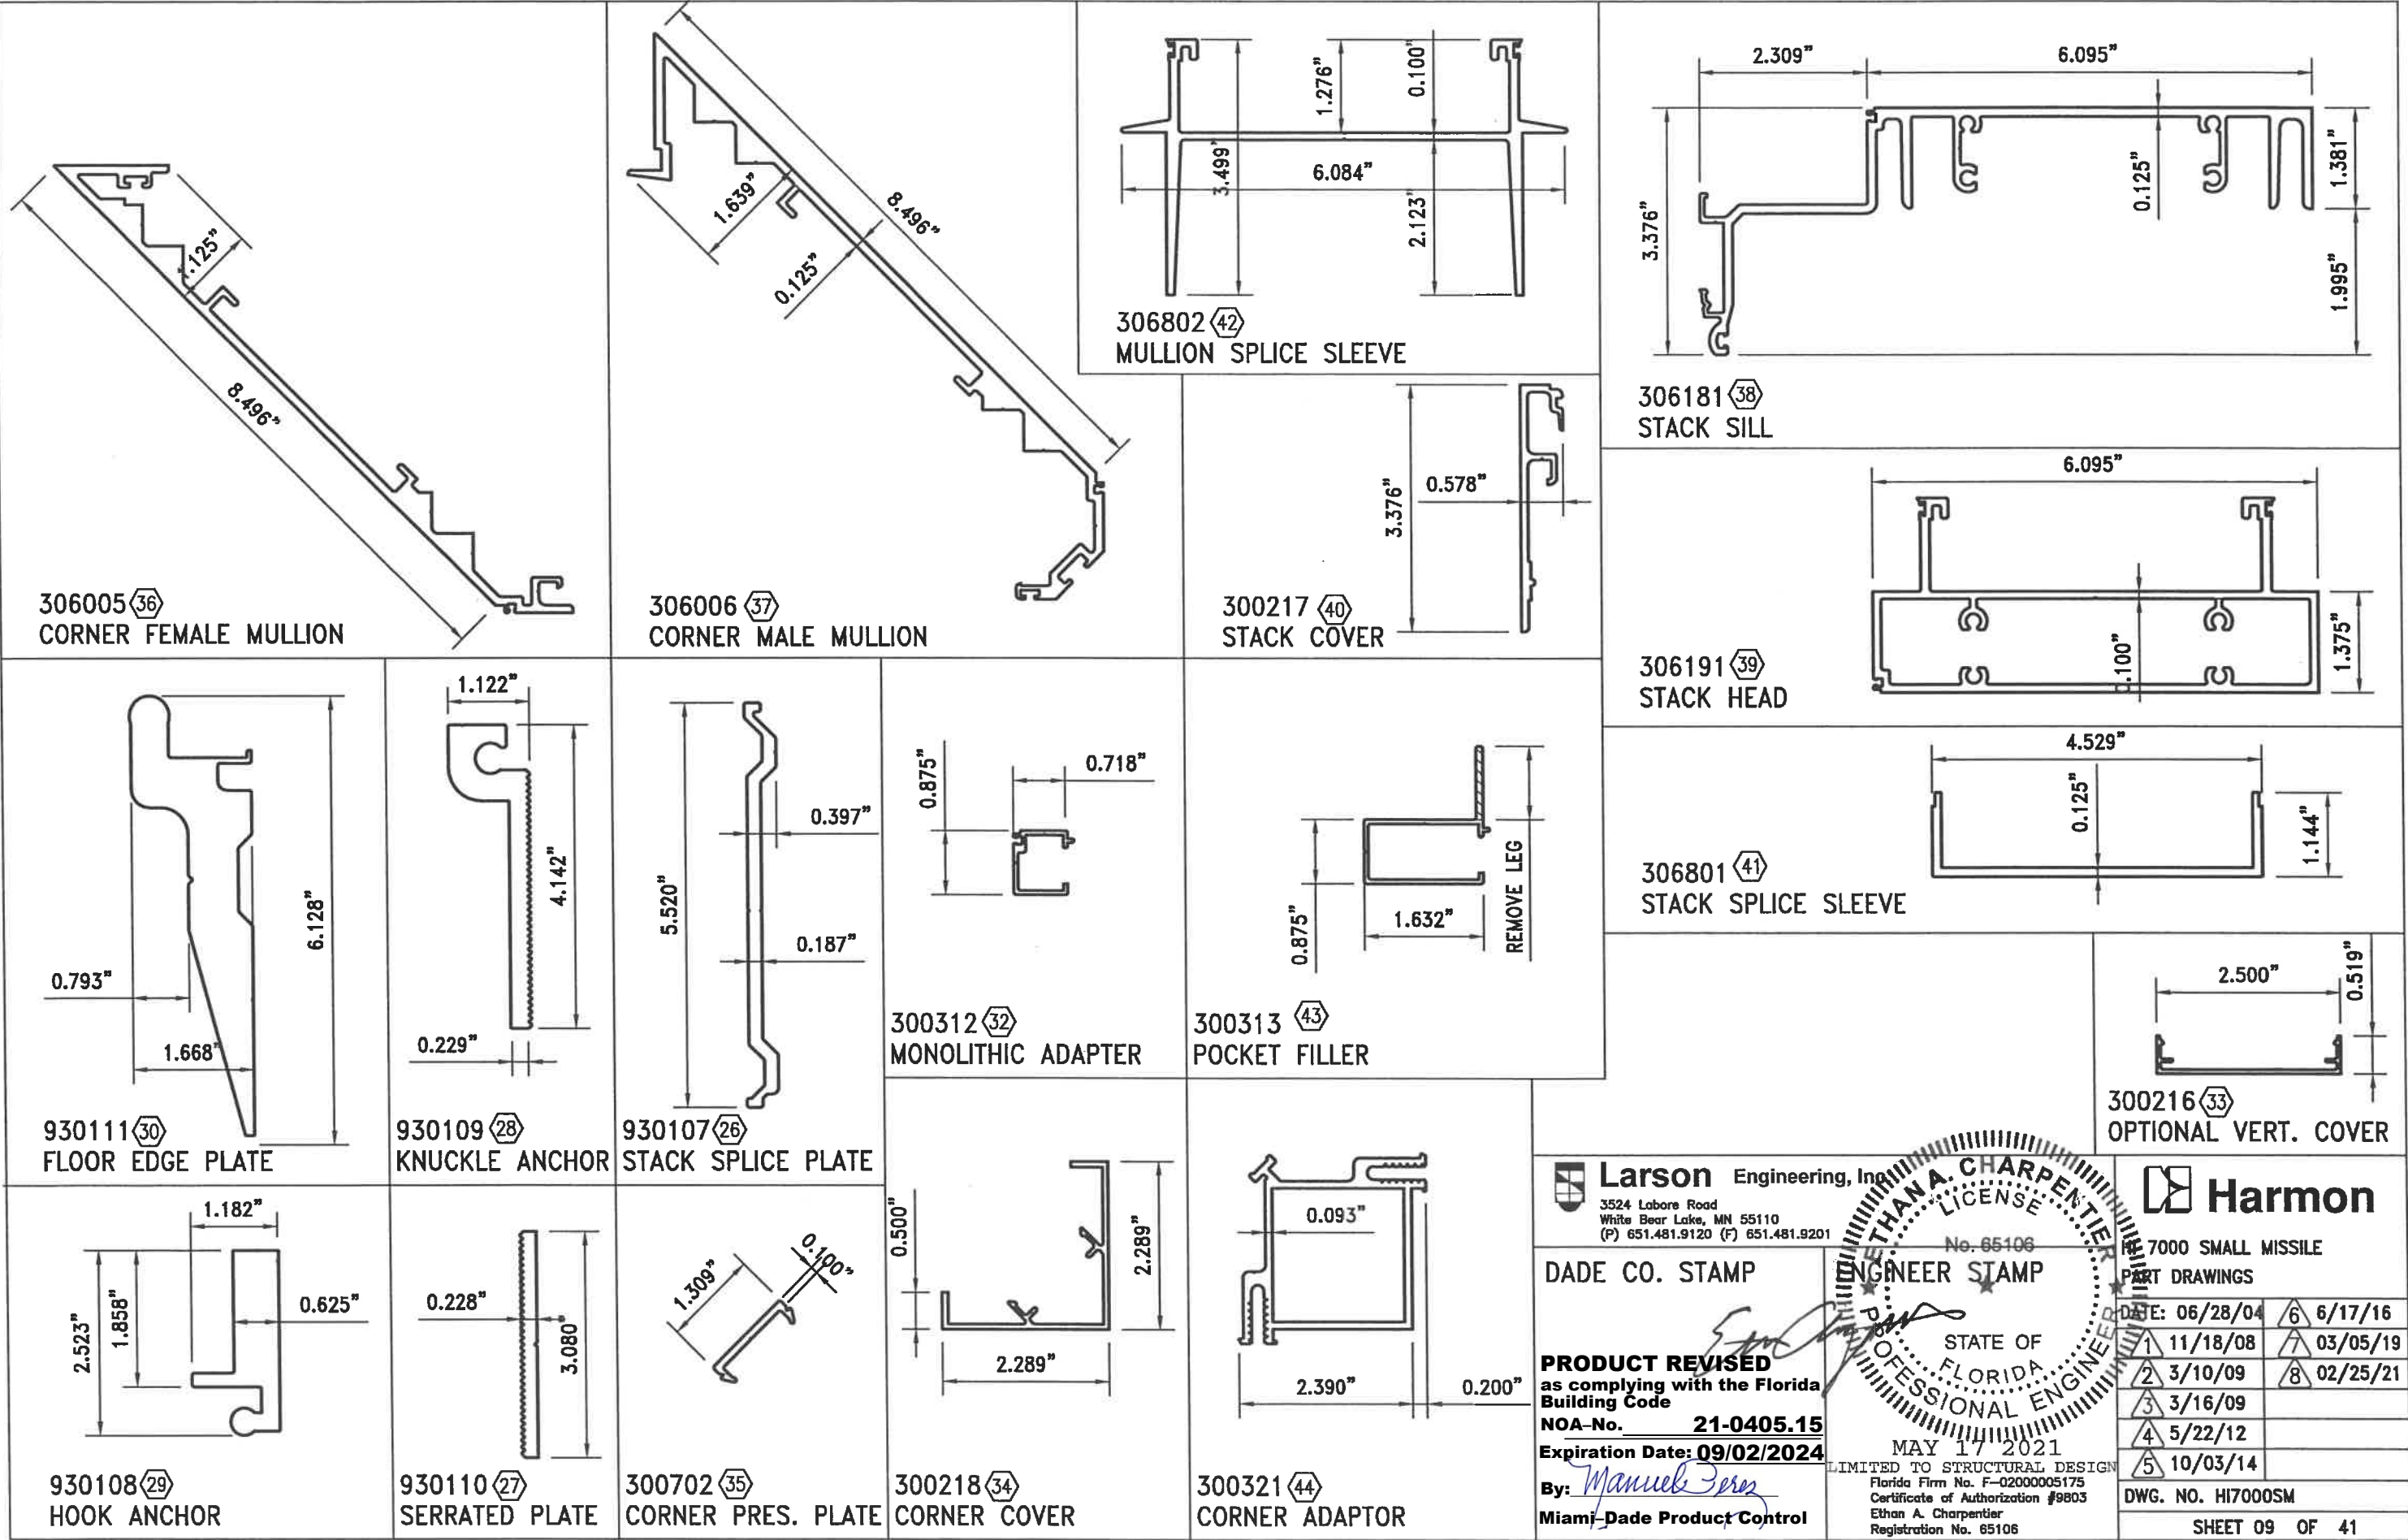 8.496"
1.125"
306005 36
CORNER FEMALE MULLION
8.496"
1.639"
0.125"
306006 37
CORNER MALE MULLION
1.276"
0.100"
3.499"
6.084"
2.123"
306802 42
MULLION SPLICE SLEEVE
2.309"
6.095"
3.376"
0.125"
1.381"
1.995"
306181 38
STACK SILL
3.376"
0.578"
300217 40
STACK COVER
6.095"
0.100"
1.375"
306191 39
STACK HEAD
4.529"
0.125"
1.144"
306801 41
STACK SPLICE SLEEVE
6.128"
0.793"
1.668"
930111 30
FLOOR EDGE PLATE
1.122"
4.142"
0.229"
930109 28
KNUCKLE ANCHOR
5.520"
0.397"
0.187"
930107 26
STACK SPLICE PLATE
0.875"
0.718"
300312 32
MONOLITHIC ADAPTER
0.875"
1.632"
REMOVE LEG
300313 43
POCKET FILLER
2.500"
0.519"
300216 33
OPTIONAL VERT. COVER
1.182"
2.523"
1.858"
0.625"
930108 29
HOOK ANCHOR
0.228"
3.080"
930110 27
SERRATED PLATE
1.309"
0.100"
300702 35
CORNER PRES. PLATE
0.500"
2.289"
2.289"
300218 34
CORNER COVER
0.093"
2.390"
0.200"
300321 44
CORNER ADAPTOR
Larson Engineering, Inc
3524 Labore Road
White Bear Lake, MN 55110
(P) 651.481.9120 (F) 651.481.9201
DADE CO. STAMP
PRODUCT REVISED
as complying with the Florida
Building Code
NOA-No. 21-0405.15
Expiration Date: 09/02/2024
By: Manuel Perez
Miami-Dade Product Control
ENGINEER STAMP
ETHAN A. CHARPENTIER
LICENSE
No. 65106
STATE OF
FLORIDA
PROFESSIONAL ENGINEER
MAY 17 2021
LIMITED TO STRUCTURAL DESIGN
Florida Firm No. F-02000005175
Certificate of Authorization #9803
Ethan A. Charpentier
Registration No. 65106
Harmon
HI 7000 SMALL MISSILE
PART DRAWINGS
DATE: 06/28/04 6 6/17/16
1 11/18/08 7 03/05/19
2 3/10/09 8 02/25/21
3 3/16/09
4 5/22/12
5 10/03/14
DWG. NO. HI7000SM
SHEET 09 OF 41